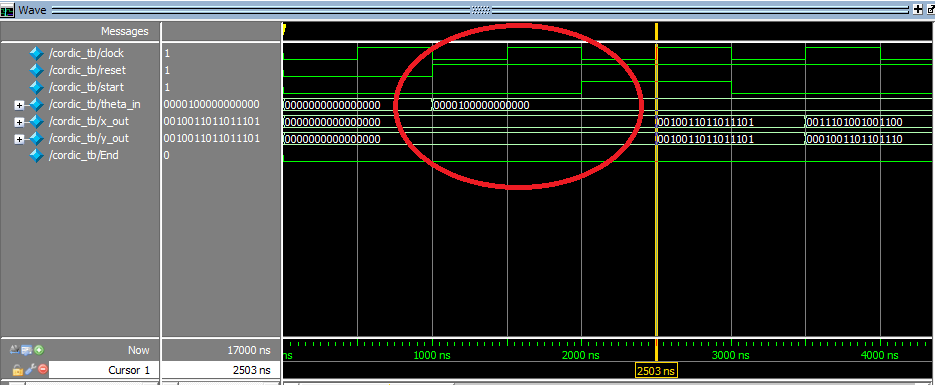 Wave
Messages
/cordic_tb/clock 1
/cordic_tb/reset 1
/cordic_tb/start 1
/cordic_tb/theta_in 0000100000000000 0000000000000000 0000100000000000
/cordic_tb/x_out 0010011011011101 0000000000000000 0010011011011101 0011101001001100
/cordic_tb/y_out 0010011011011101 0000000000000000 0010011011011101 0001001101101110
/cordic_tb/End 0
Now 17000 ns ns 1000 ns 2000 ns 3000 ns 4000 ns
Cursor 1 2503 ns 2503 ns